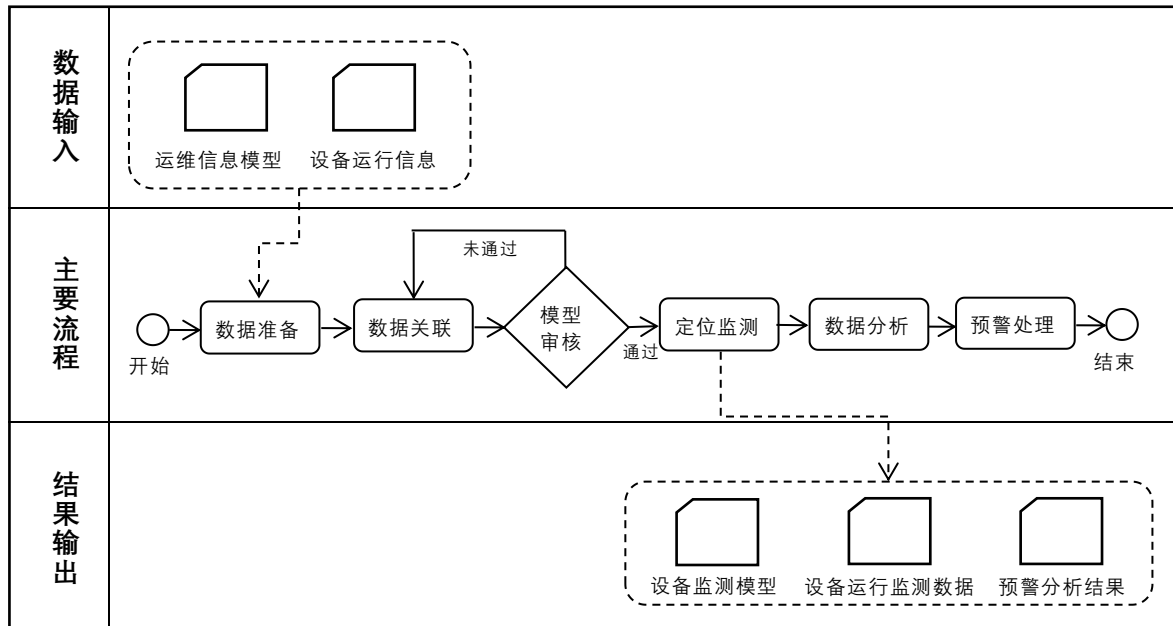 数据输入
运维信息模型
设备运行信息
主要流程
未通过
开始
数据准备
数据关联
模型
审核
通过
定位监测
数据分析
预警处理
结束
结果输出
设备监测模型
设备运行监测数据
预警分析结果